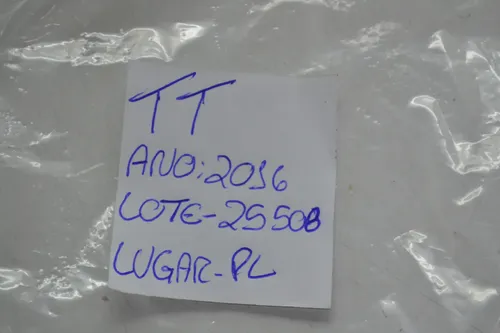 TT
ANO: 2016
LOTE-25508
LUGAR-PL